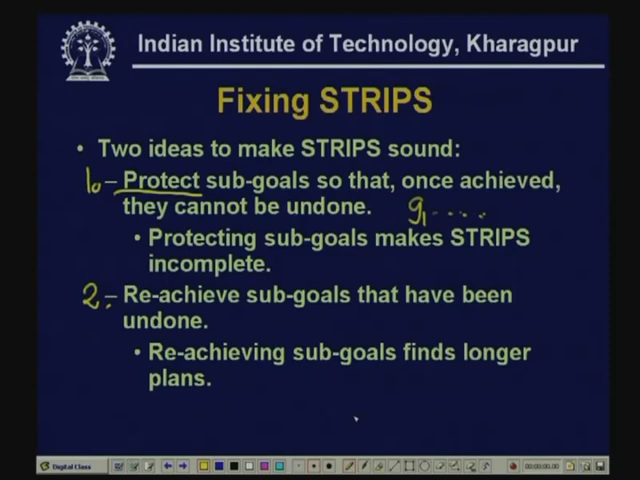 Indian Institute of Technology, Kharagpur
Fixing STRIPS
• Two ideas to make STRIPS sound:
1. – Protect sub-goals so that, once achieved,
they cannot be undone. g1 .....
• Protecting sub-goals makes STRIPS
incomplete.
2. – Re-achieve sub-goals that have been
undone.
• Re-achieving sub-goals finds longer
plans.
Digital Class